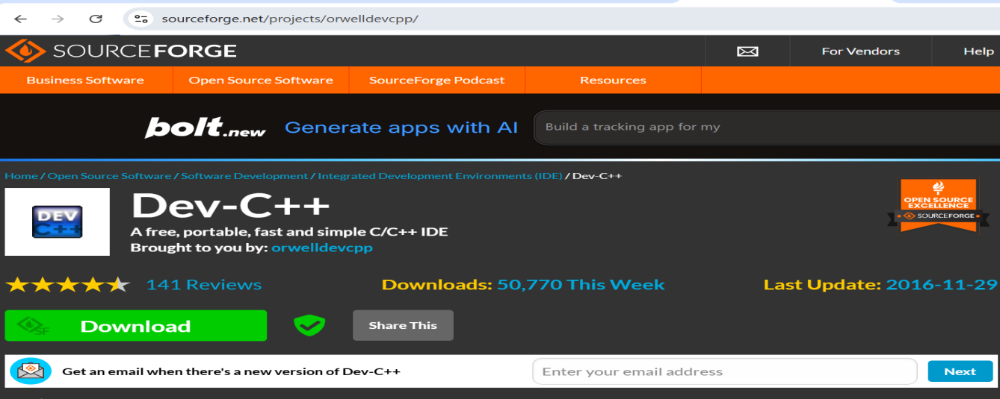 sourceforge.net/projects/orwelldevcpp/
SOURCEFORGE For Vendors Help
Business Software Open Source Software SourceForge Podcast Resources
bolt.new Generate apps with AI Build a tracking app for my
Home / Open Source Software / Software Development / Integrated Development Environments (IDE) / Dev-C++
DEV
C++
Dev-C++
A free, portable, fast and simple C/C++ IDE
Brought to you by: orwelldevcpp
OPEN SOURCE
EXCELLENCE
SOURCEFORGE
141 Reviews Downloads: 50,770 This Week Last Update: 2016-11-29
SF Download Share This
Get an email when there's a new version of Dev-C++ Enter your email address Next